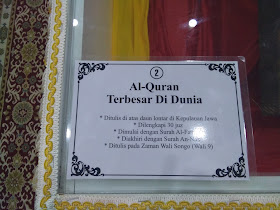 2
Al-Quran
Terbesar Di Dunia
* Ditulis di atas daun lontar di Kepulauan Jawa
* Dilengkapi 30 juz
* Dimulai dengan Surah Al-Fatihah
* Diakhiri dengan Surah An-Nas
* Ditulis pada Zaman Wali Songo (Wali 9)